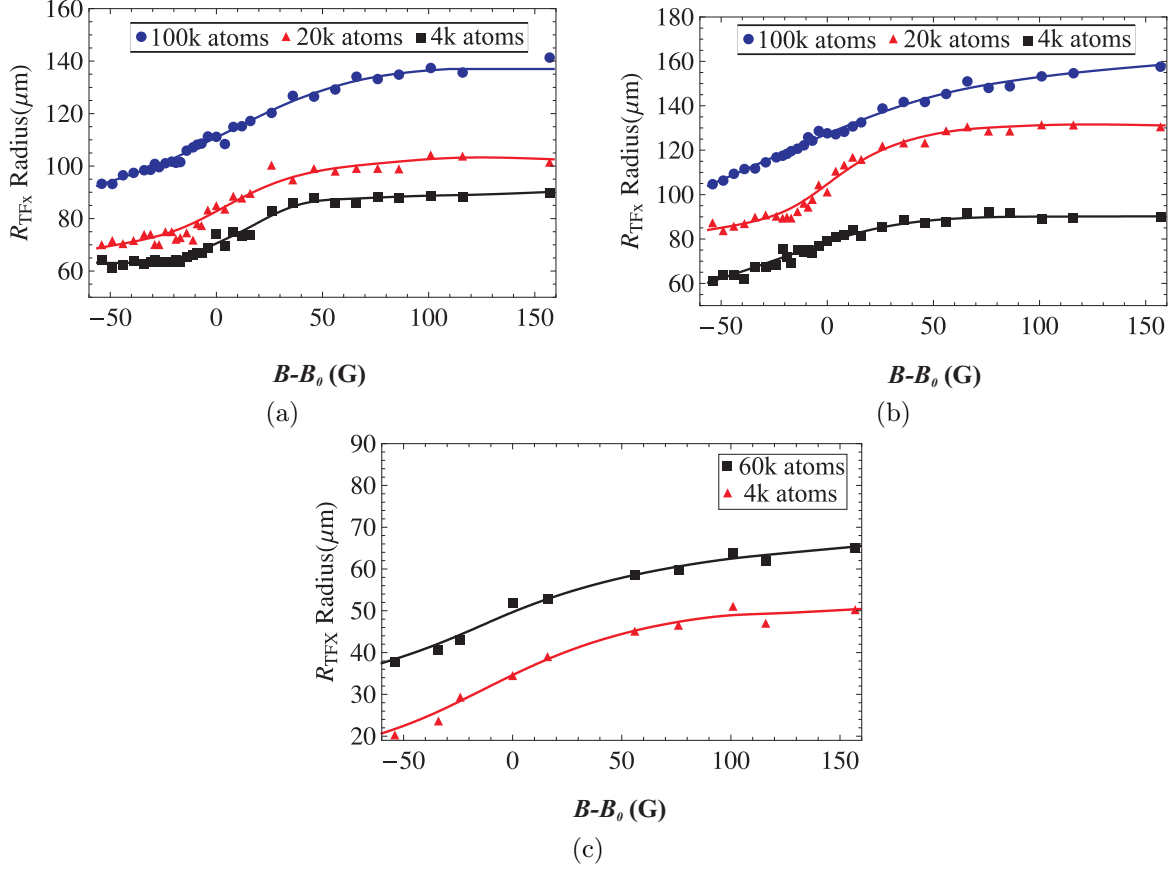 160
140
120
100
80
60
R_TFx Radius(μm)
100k atoms 20k atoms 4k atoms
−50 0 50 100 150
B-B_0 (G)
(a)
180
160
140
120
100
80
60
R_TFx Radius(μm)
100k atoms 20k atoms 4k atoms
−50 0 50 100 150
B-B_0 (G)
(b)
90
80
70
60
50
40
30
20
R_TFX Radius(μm)
60k atoms
4k atoms
−50 0 50 100 150
B-B_0 (G)
(c)